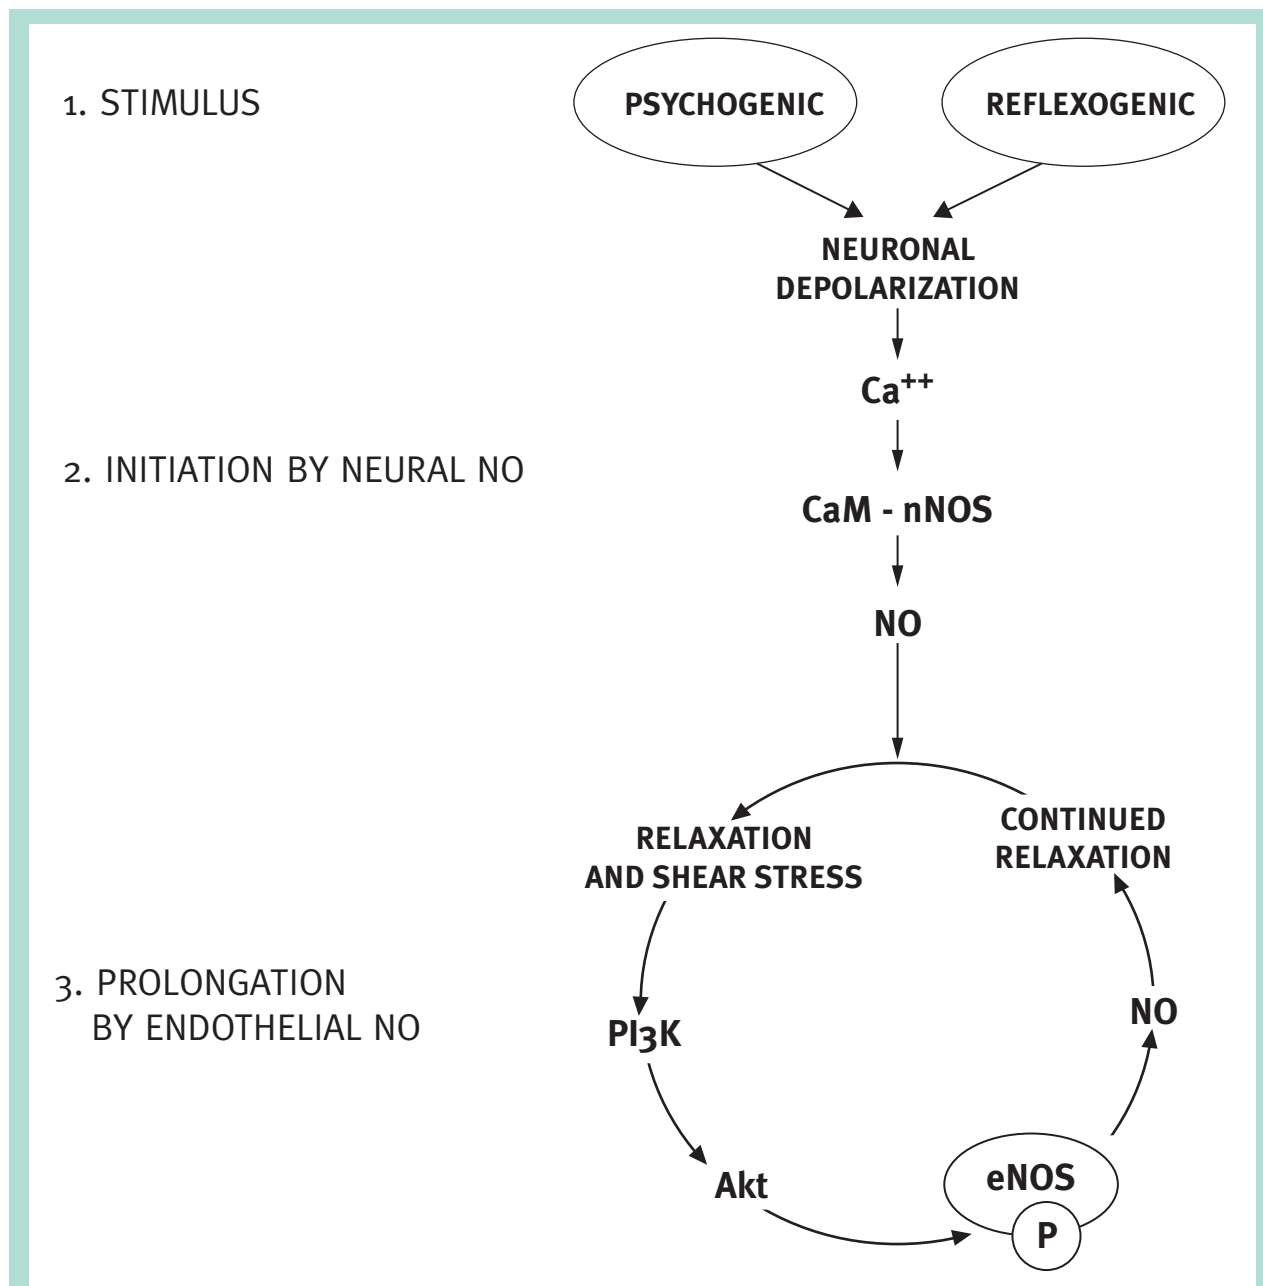 1. STIMULUS
PSYCHOGENIC
REFLEXOGENIC
NEURONAL
DEPOLARIZATION
Ca++
2. INITIATION BY NEURAL NO
CaM - nNOS
NO
RELAXATION
AND SHEAR STRESS
CONTINUED
RELAXATION
3. PROLONGATION
BY ENDOTHELIAL NO
PI3K
NO
Akt
eNOS
P